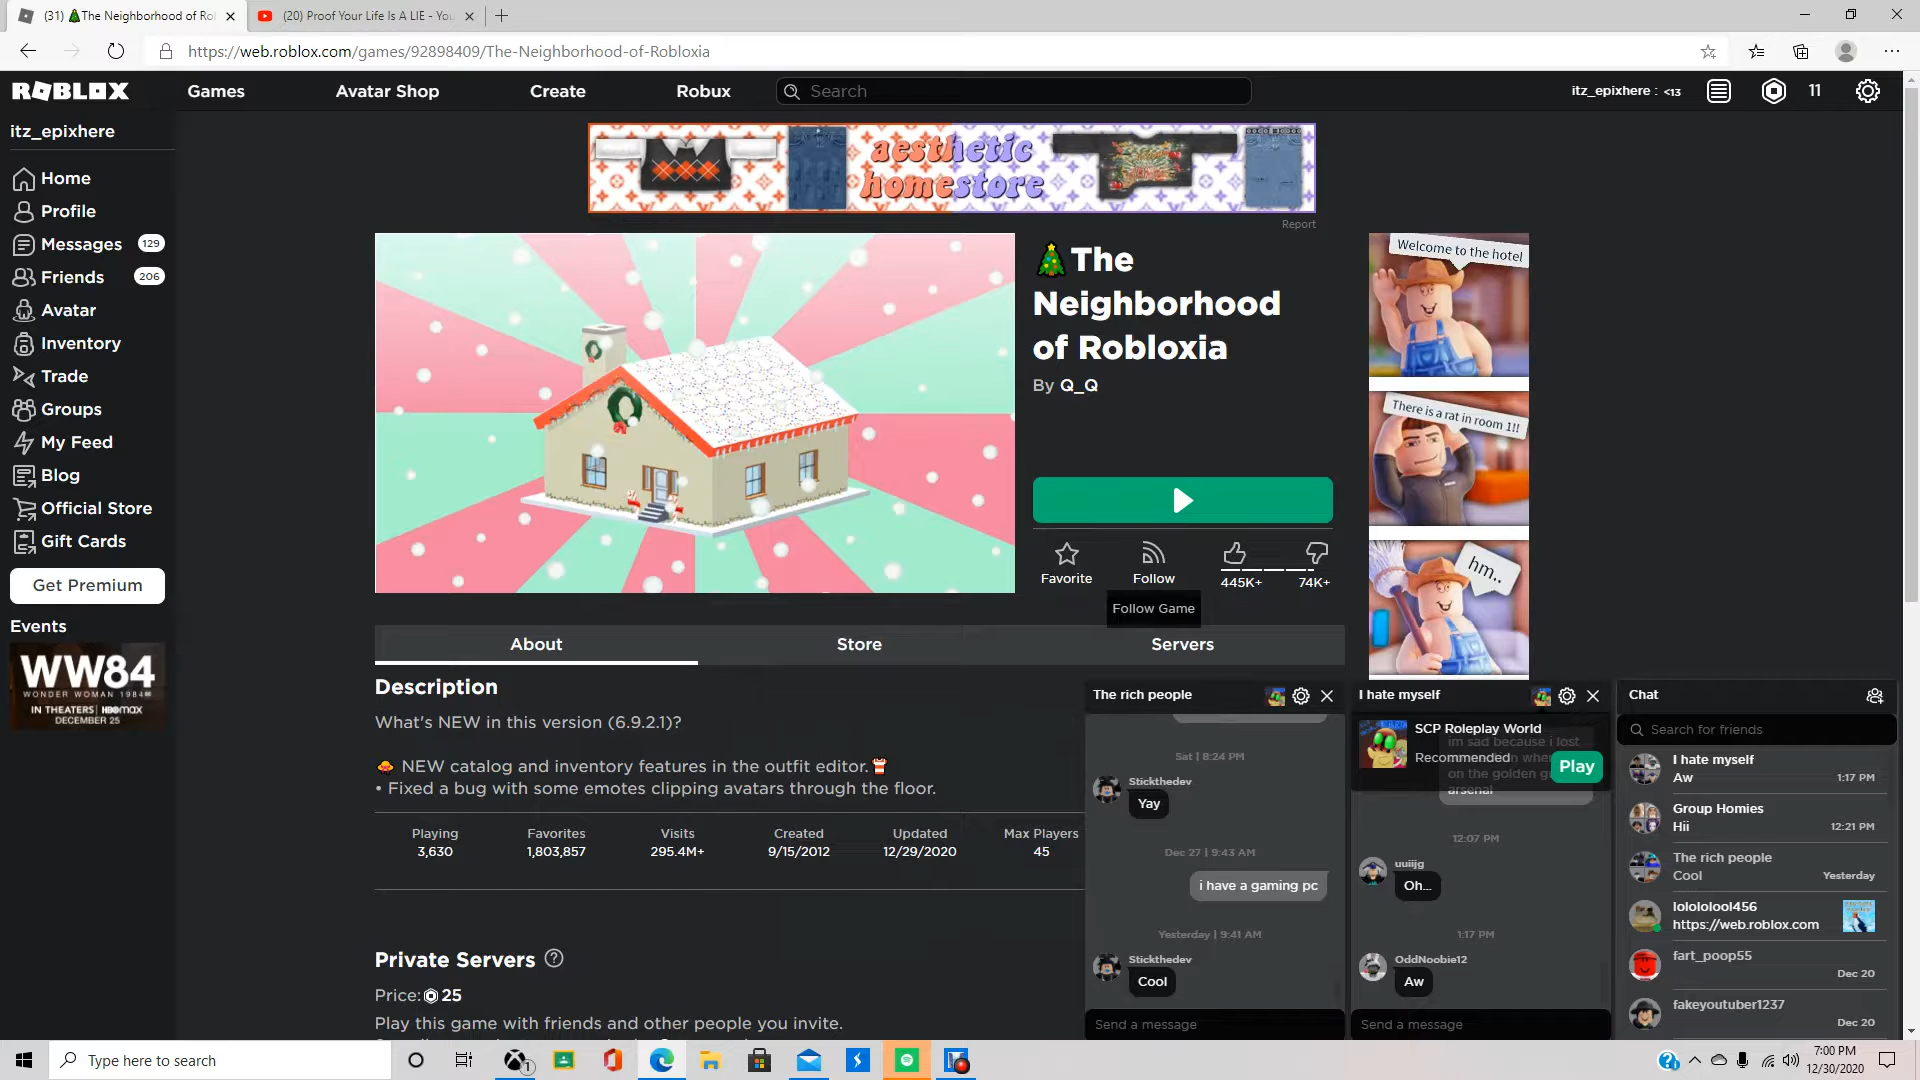 (31) 🎄The Neighborhood of Ro
(20) Proof Your Life Is A LIE - You
https://web.roblox.com/games/92898409/The-Neighborhood-of-Robloxia
ROBLOX
Games
Avatar Shop
Create
Robux
Search
itz_epixhere : <13
11
itz_epixhere
Home
Profile
Messages 129
Friends 206
Avatar
Inventory
Trade
Groups
My Feed
Blog
Official Store
Gift Cards
Get Premium
Events
WW84
WONDER WOMAN 1984
IN THEATERS | HBOMAX
DECEMBER 25
aesthetic
homestore
Report
🎄The
Neighborhood
of Robloxia
By Q_Q
Favorite
Follow
445K+
74K+
Follow Game
Welcome to the hotel
There is a rat in room 1!!
hm..
About
Store
Servers
Description
What's NEW in this version (6.9.2.1)?
NEW catalog and inventory features in the outfit editor.
• Fixed a bug with some emotes clipping avatars through the floor.
Playing
3,630
Favorites
1,803,857
Visits
295.4M+
Created
9/15/2012
Updated
12/29/2020
Max Players
45
Private Servers
Price: 25
Play this game with friends and other people you invite.
The rich people
Sat | 8:24 PM
Stickthedev
Yay
Dec 27 | 9:43 AM
i have a gaming pc
Yesterday | 9:41 AM
Stickthedev
Cool
Send a message
I hate myself
SCP Roleplay World
Recommended
Play
im sad because i lost
on the golden g
arsenal
12:07 PM
uuiijg
Oh...
1:17 PM
OddNoobie12
Aw
Send a message
Chat
Search for friends
I hate myself
Aw
1:17 PM
Group Homies
Hii
12:21 PM
The rich people
Cool
Yesterday
lolololool456
https://web.roblox.com
fart_poop55
Dec 20
fakeyoutuber1237
Dec 20
Type here to search
7:00 PM
12/30/2020